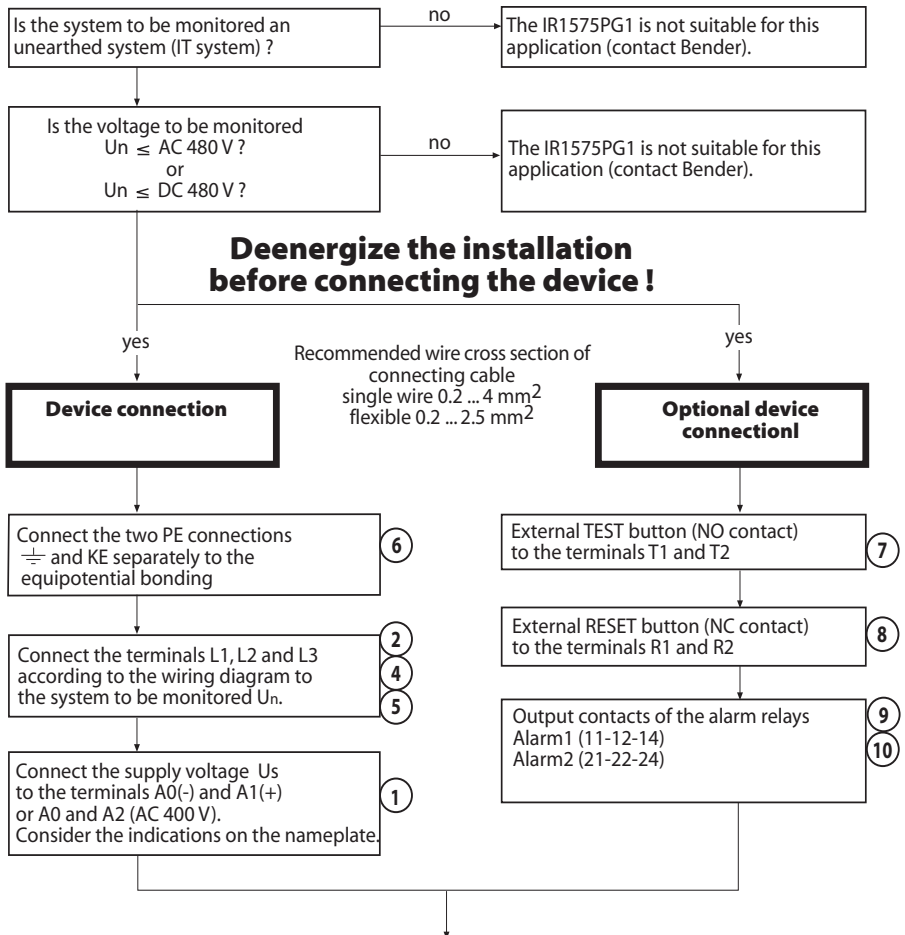 Is the system to be monitored an
unearthed system (IT system) ?
no
The IR1575PG1 is not suitable for this
application (contact Bender).
Is the voltage to be monitored
Un ≤ AC 480 V ?
or
Un ≤ DC 480 V ?
no
The IR1575PG1 is not suitable for this
application (contact Bender).
Deenergize the installation
before connecting the device !
yes
yes
Recommended wire cross section of
connecting cable
single wire 0.2 ... 4 mm2
flexible 0.2 ... 2.5 mm2
Device connection
Connect the two PE connections
⏚ and KE separately to the
equipotential bonding
6
Connect the terminals L1, L2 and L3
according to the wiring diagram to
the system to be monitored Un.
2
4
5
Connect the supply voltage Us
to the terminals A0(-) and A1(+)
or A0 and A2 (AC 400 V).
Consider the indications on the nameplate.
1
Optional device
connectionl
External TEST button (NO contact)
to the terminals T1 and T2
7
External RESET button (NC contact)
to the terminals R1 and R2
8
Output contacts of the alarm relays
Alarm1 (11-12-14)
Alarm2 (21-22-24)
9
10